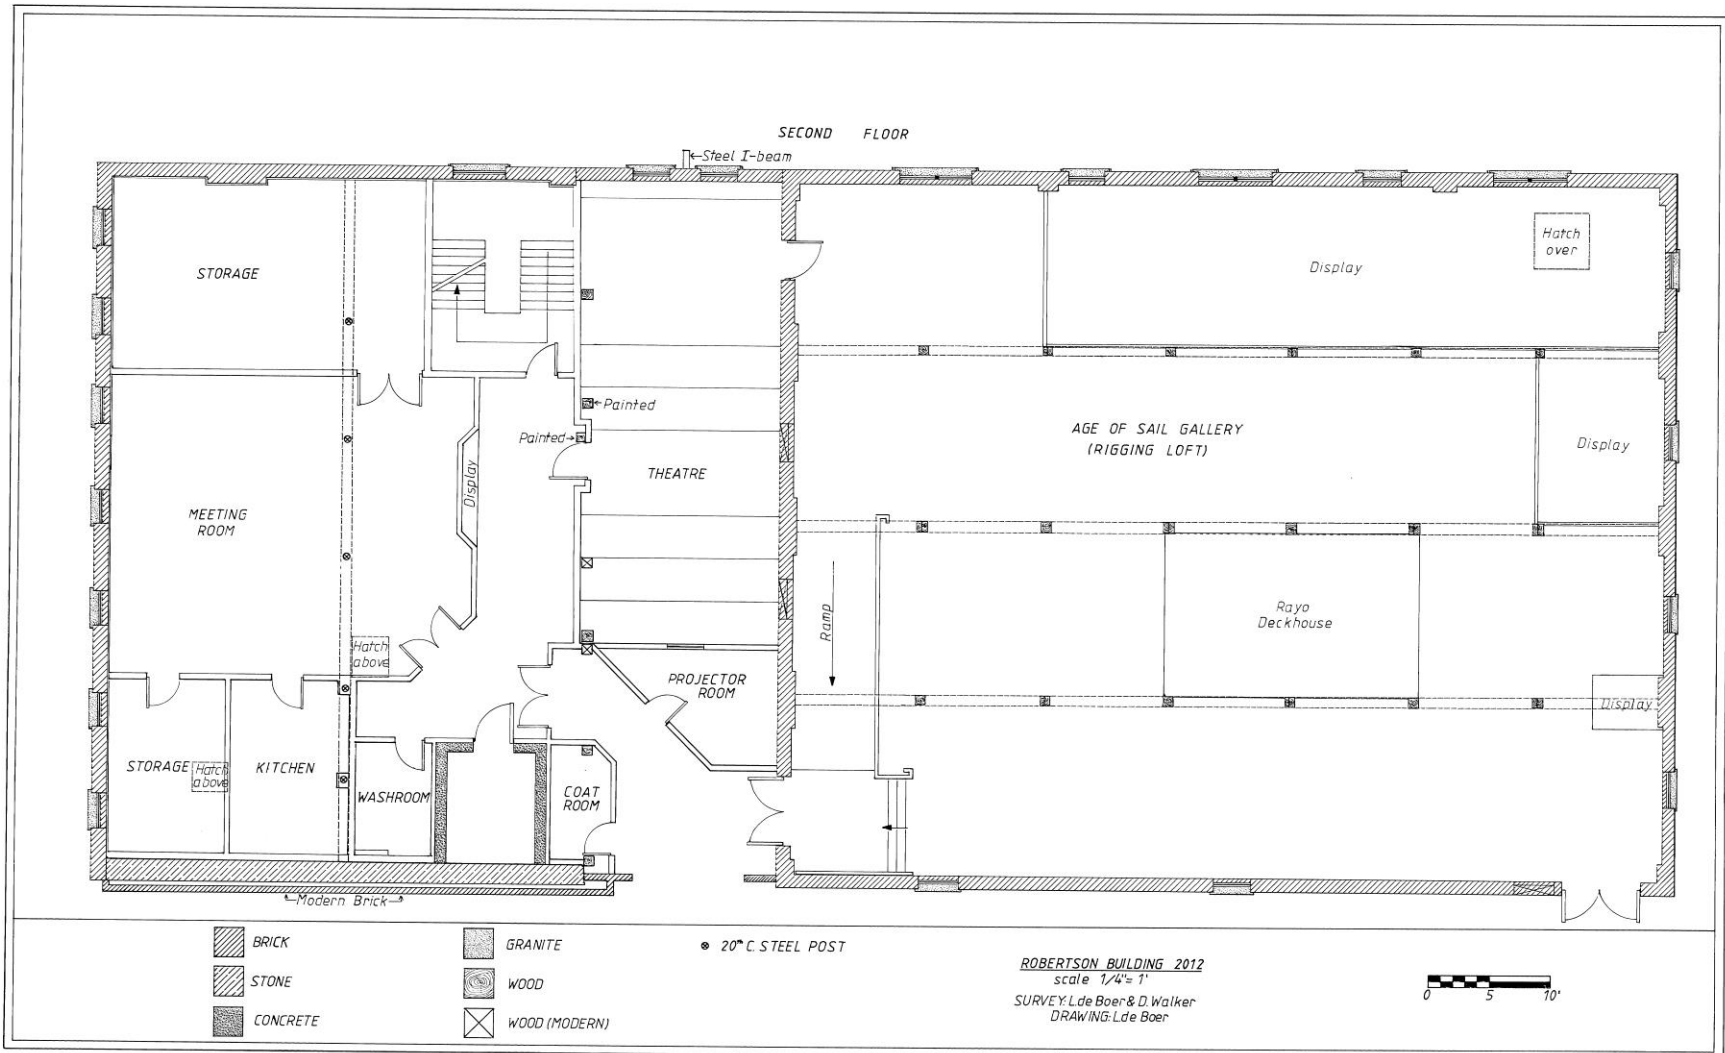 SECOND FLOOR
←Steel I-beam
STORAGE
Hatch
over
Display
←Painted
Painted→
AGE OF SAIL GALLERY
(RIGGING LOFT)
Display
Display
THEATRE
MEETING
ROOM
Ramp
Rayo
Deckhouse
Hatch
above
PROJECTOR
ROOM
Display
STORAGE
Hatch
above
KITCHEN
WASHROOM
COAT
ROOM
←Modern Brick→
BRICK
STONE
CONCRETE
GRANITE
WOOD
WOOD (MODERN)
20th C. STEEL POST
ROBERTSON BUILDING 2012
scale 1/4"= 1'
SURVEY: L.de Boer & D. Walker
DRAWING: L.de Boer
0 5 10'